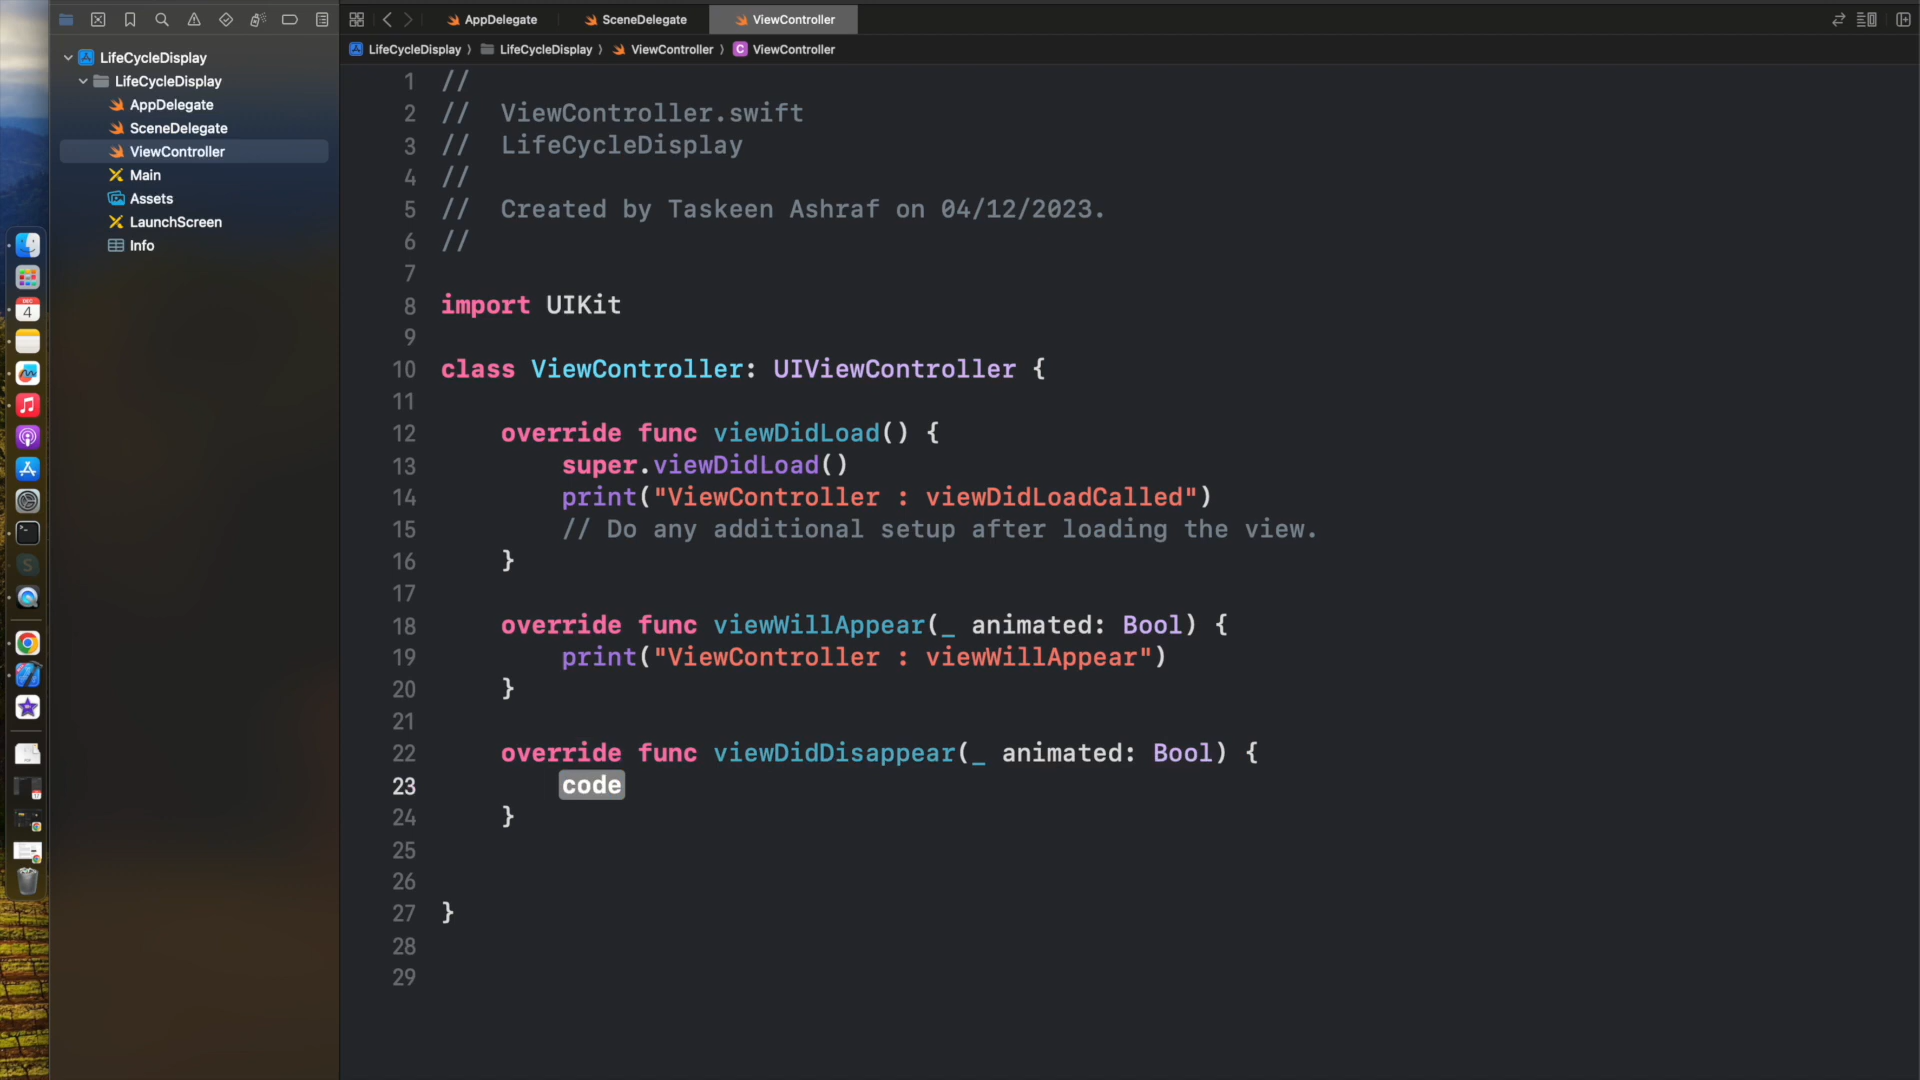 AppDelegate
SceneDelegate
ViewController
LifeCycleDisplay
LifeCycleDisplay
ViewController
ViewController
LifeCycleDisplay
LifeCycleDisplay
AppDelegate
SceneDelegate
ViewController
Main
Assets
LaunchScreen
Info
DEC
4
1 //
2 //  ViewController.swift
3 //  LifeCycleDisplay
4 //
5 //  Created by Taskeen Ashraf on 04/12/2023.
6 //
7
8 import UIKit
9
10 class ViewController: UIViewController {
11
12     override func viewDidLoad() {
13         super.viewDidLoad()
14         print("ViewController : viewDidLoadCalled")
15         // Do any additional setup after loading the view.
16     }
17
18     override func viewWillAppear(_ animated: Bool) {
19         print("ViewController : viewWillAppear")
20     }
21
22     override func viewDidDisappear(_ animated: Bool) {
23         code
24     }
25
26
27 }
28
29